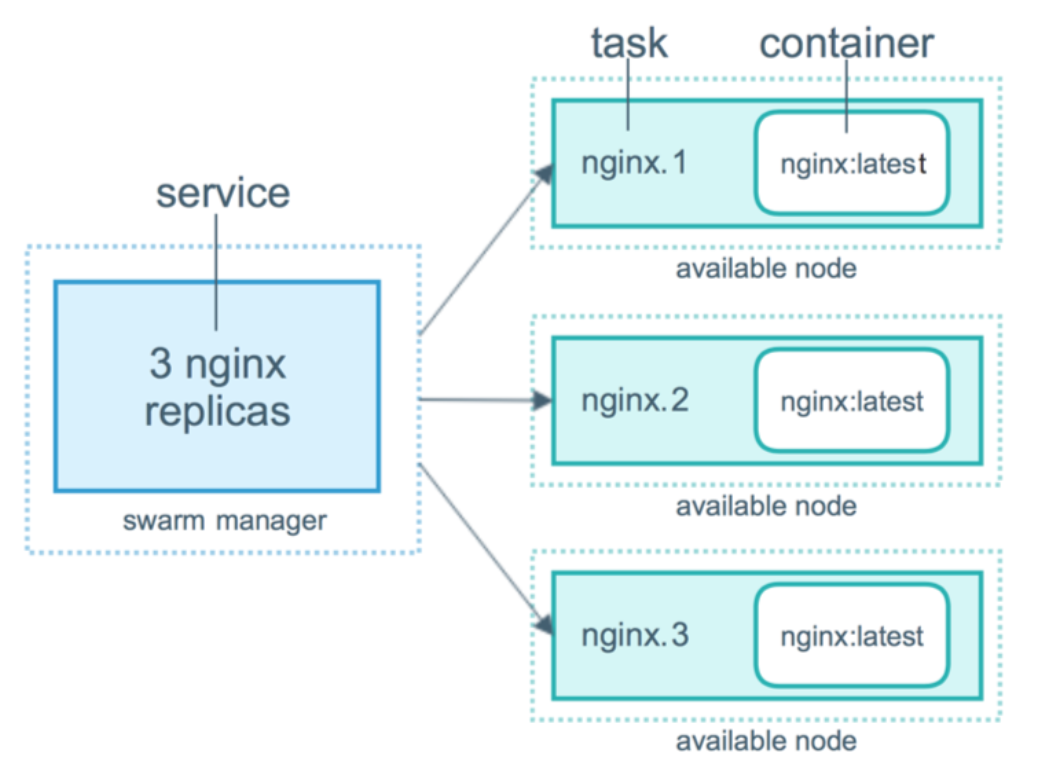 service
3 nginx
replicas
swarm manager
task
container
nginx.1
nginx:latest
available node
nginx.2
nginx:latest
available node
nginx.3
nginx:latest
available node